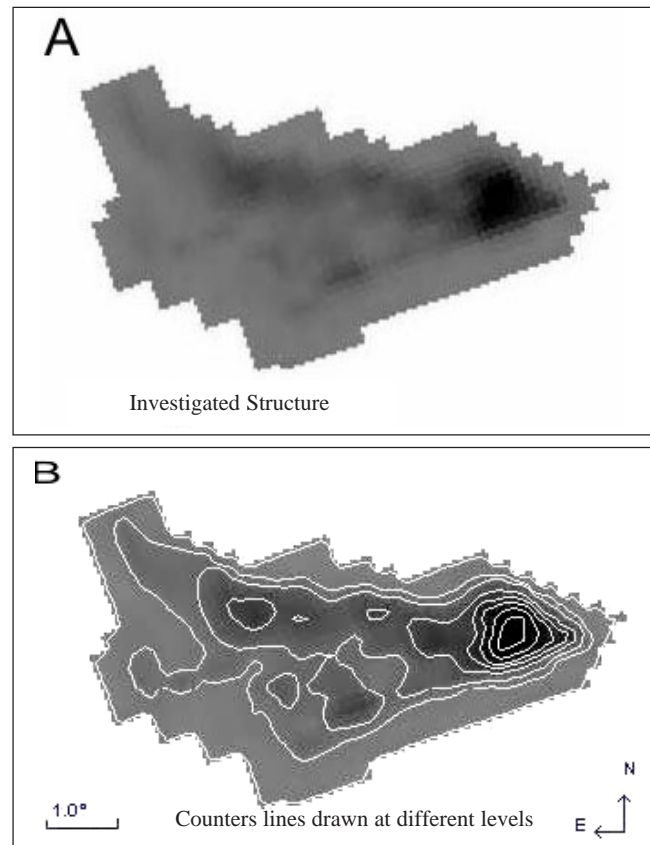 A
Investigated Structure
B
1.0°
Counters lines drawn at different levels
N
E